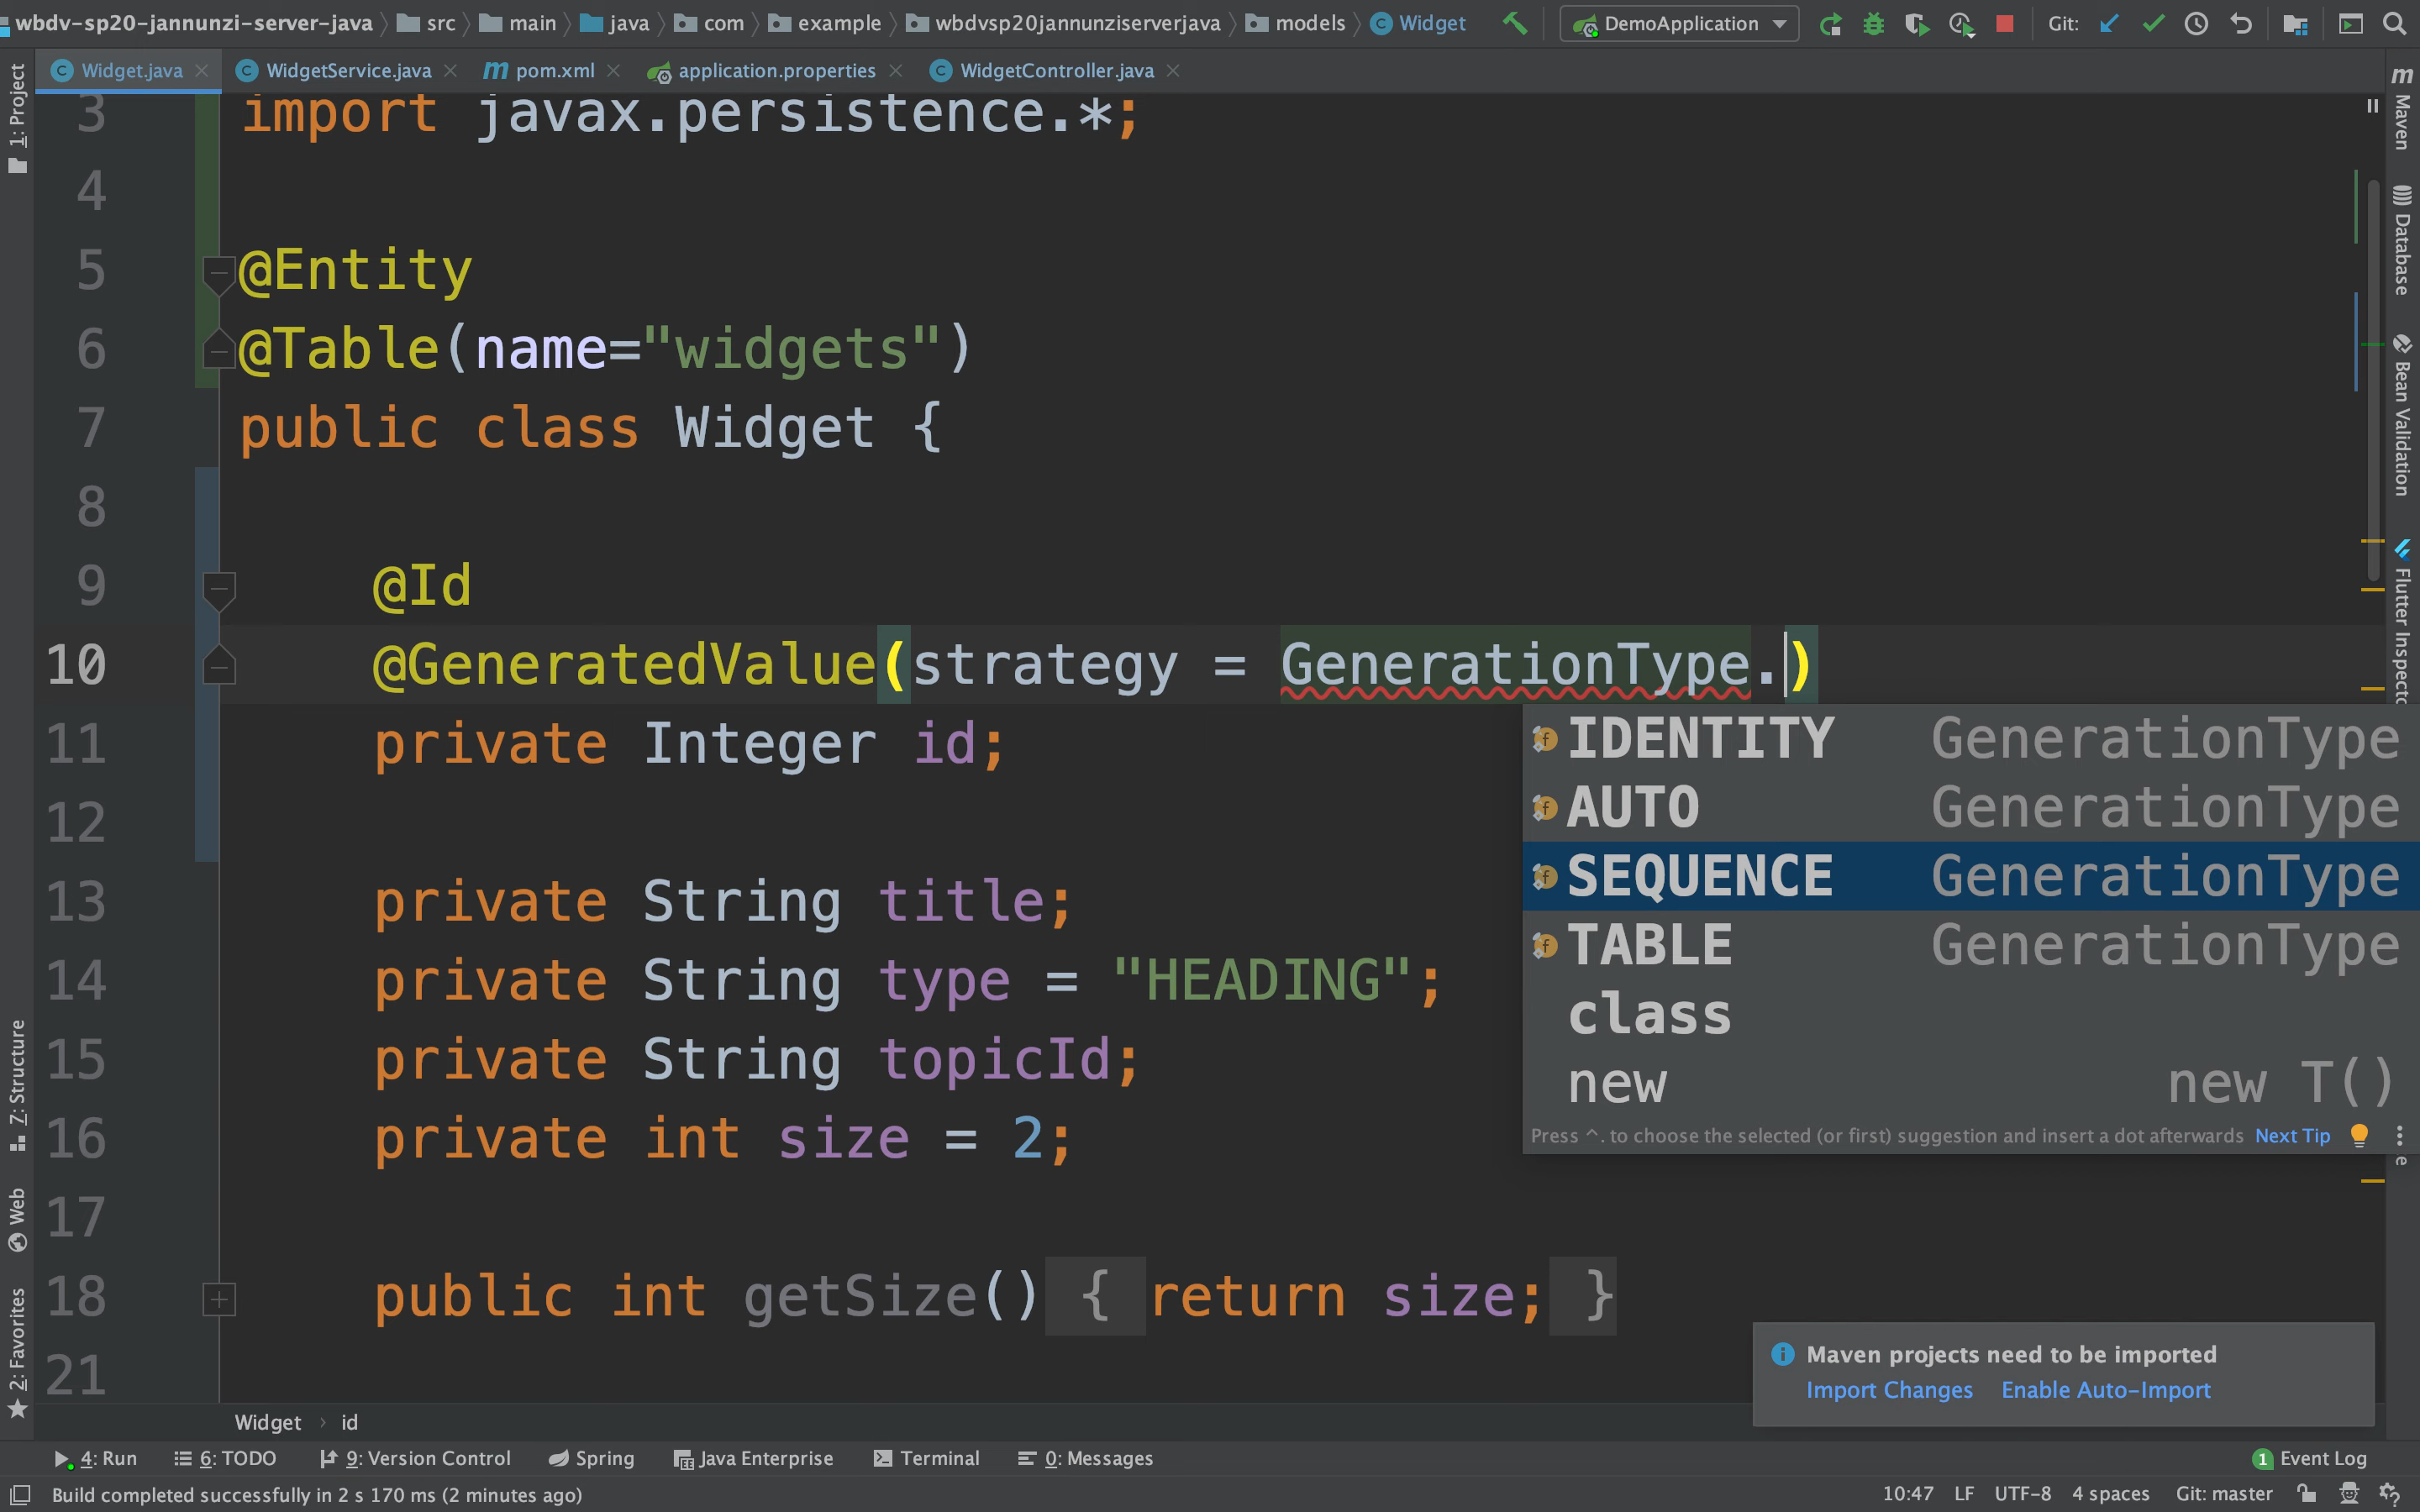 wbdv-sp20-jannunzi-server-java src main java com example wbdvsp20jannunziserverjava models Widget DemoApplication Git:
Widget.java WidgetService.java pom.xml application.properties WidgetController.java
1: Project
Maven
Database
Bean Validation
Flutter Inspecto
3 import javax.persistence.*;
4
5 @Entity
6 @Table(name="widgets")
7 public class Widget {
8
9 @Id
10 @GeneratedValue(strategy = GenerationType.)
11 private Integer id;
12
13 private String title;
14 private String type = "HEADING";
15 private String topicId;
16 private int size = 2;
17
18 public int getSize() { return size; }
21
IDENTITY GenerationType
AUTO GenerationType
SEQUENCE GenerationType
TABLE GenerationType
class
new new T()
Press ^. to choose the selected (or first) suggestion and insert a dot afterwards Next Tip
7: Structure
Web
2: Favorites
Maven projects need to be imported
Import Changes Enable Auto-Import
Widget › id
4: Run 6: TODO 9: Version Control Spring Java Enterprise Terminal 0: Messages 1 Event Log
Build completed successfully in 2 s 170 ms (2 minutes ago) 10:47 LF UTF-8 4 spaces Git: master